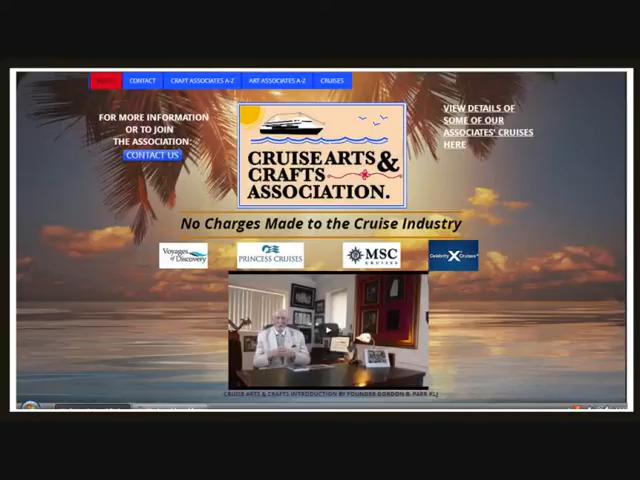 CONTACT
CRAFT ASSOCIATES A-Z
ART ASSOCIATES A-Z
CRUISES
FOR MORE INFORMATION
OR TO JOIN
THE ASSOCIATION:
CONTACT US
CRUISE ARTS &
CRAFTS
ASSOCIATION.
VIEW DETAILS OF
SOME OF OUR
ASSOCIATES' CRUISES
HERE
No Charges Made to the Cruise Industry
Voyages
of Discovery
PRINCESS CRUISES
MSC
CRUISES
Celebrity X Cruises
CRUISE ARTS & CRAFTS INTRODUCTION BY FOUNDER GORDON B. PARR